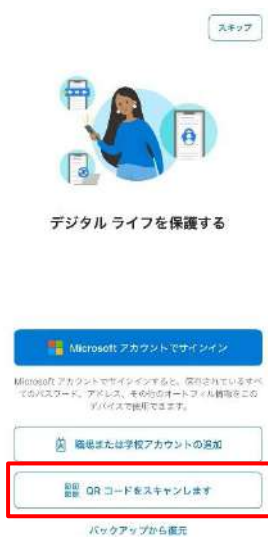 スキップ
デジタル ライフを保護する
Microsoft アカウントでサインイン
Microsoft アカウントでサインインすると、保存されているすべ
てのパスワード、アドレス、その他のオートフィル情報をこの
デバイスで使用できます。
職場または学校アカウントの追加
QR コードをスキャンします
バックアップから復元